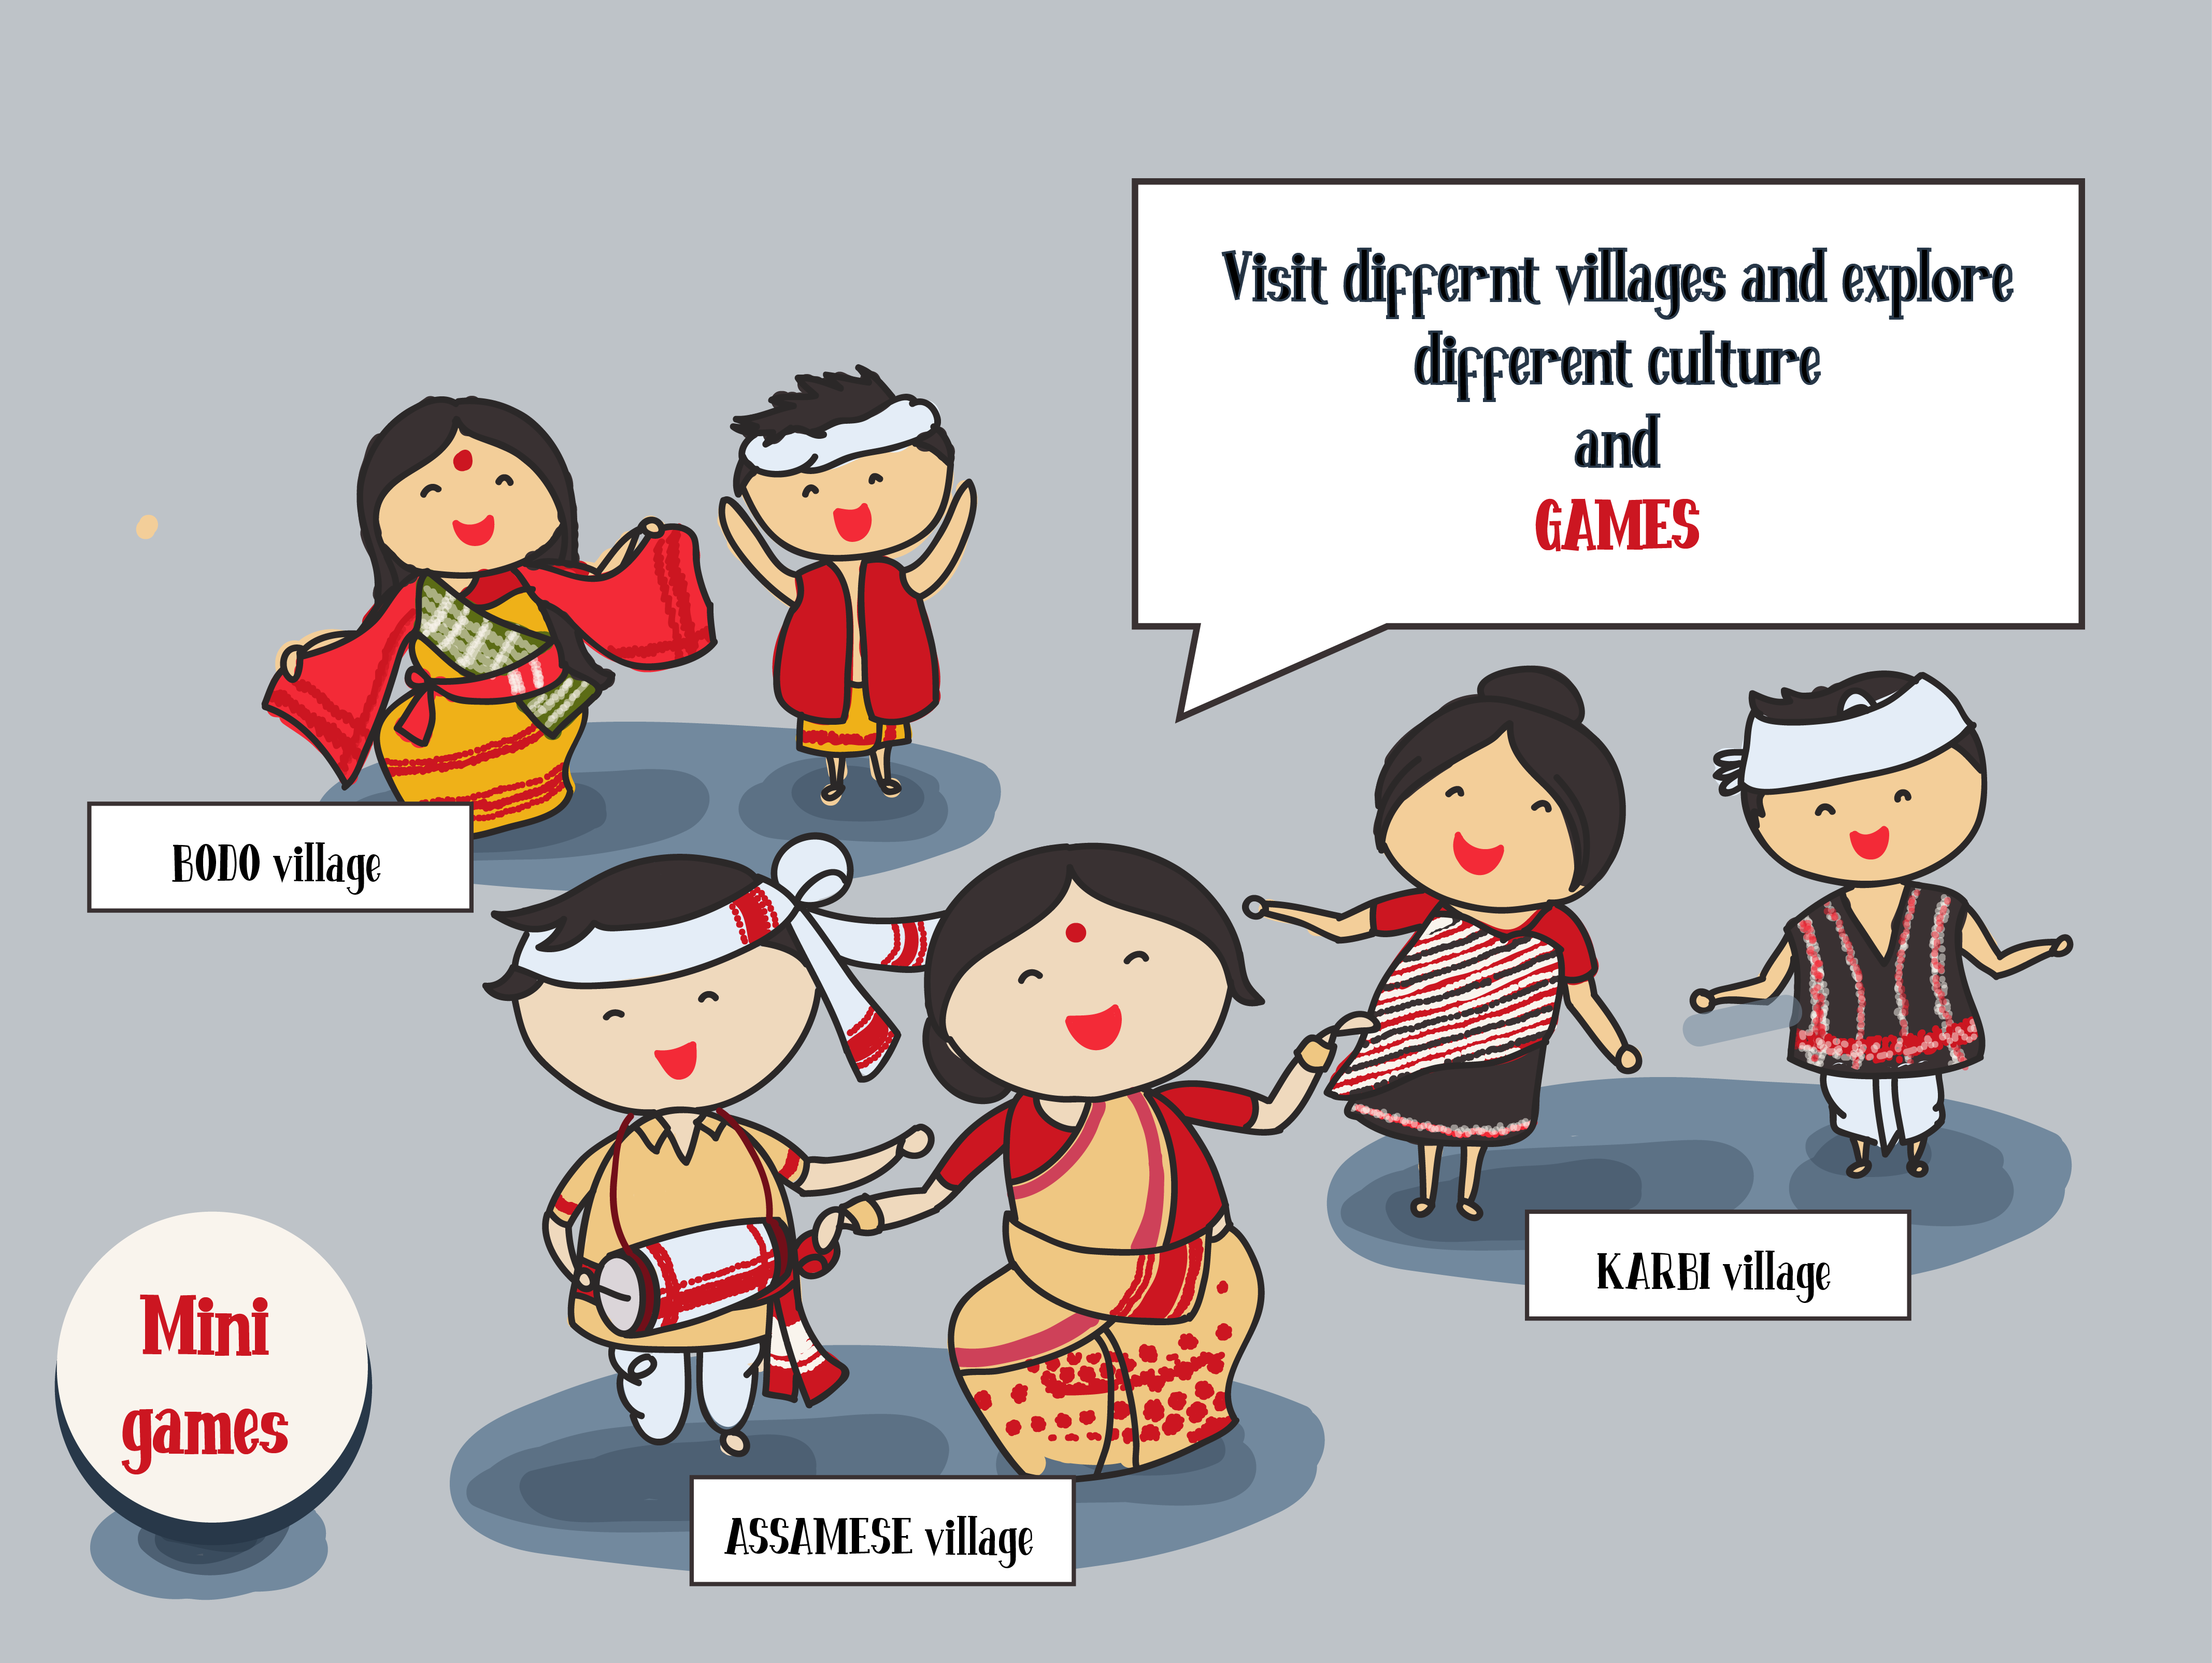 Visit differnt villages and explore
different culture
and
GAMES
BODO village
KARBI village
Mini
games
ASSAMESE village